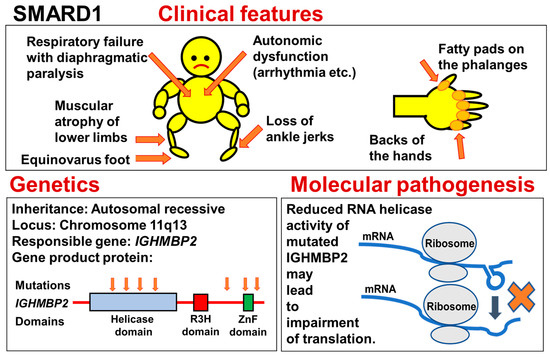 SMARD1 Clinical features
Respiratory failure
with diaphragmatic
paralysis
Autonomic
dysfunction
(arrhythmia etc.)
Muscular
atrophy of
lower limbs
Equinovarus foot
Loss of
ankle jerks
Fatty pads on
the phalanges
Backs of
the hands
Genetics
Inheritance: Autosomal recessive
Locus: Chromosome 11q13
Responsible gene: IGHMBP2
Gene product protein:
Mutations
IGHMBP2
Domains
Helicase
domain
R3H
domain
ZnF
domain
Molecular pathogenesis
Reduced RNA helicase
activity of
mutated
IGHMBP2
may
lead
to
impairment
of translation.
mRNA
Ribosome
mRNA
Ribosome